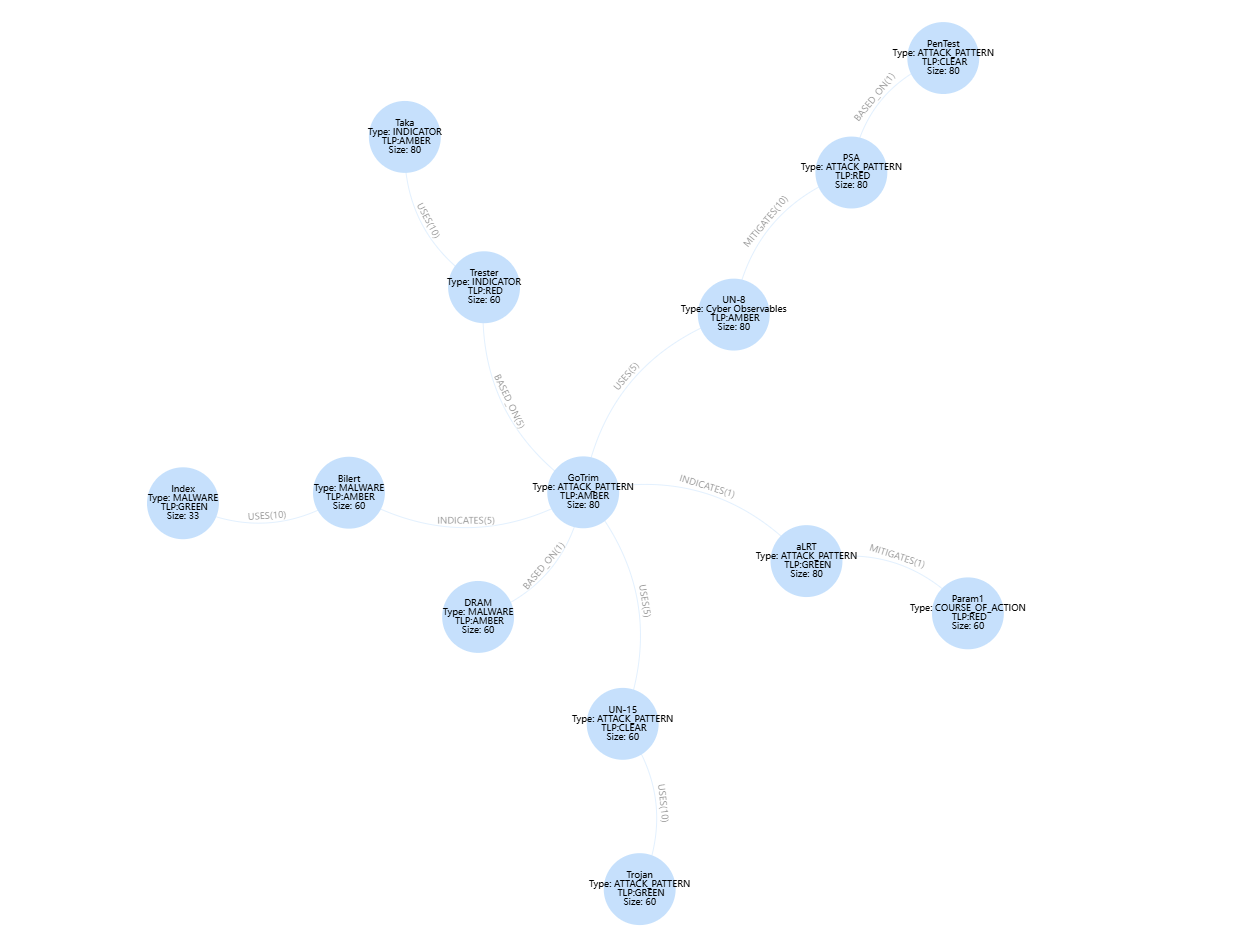 PenTest
Type: ATTACK_PATTERN
TLP:CLEAR
Size: 80
BASED_ON(1)
Taka
Type: INDICATOR
TLP:AMBER
Size: 80
PSA
Type: ATTACK_PATTERN
TLP:RED
Size: 80
USES(10)
MITIGATES(10)
Trester
Type: INDICATOR
TLP:RED
Size: 60
UN-8
Type: Cyber Observables
TLP:AMBER
Size: 80
BASED_ON(5)
USES(5)
GoTrim
Type: ATTACK_PATTERN
TLP:AMBER
Size: 80
Index
Type: MALWARE
TLP:GREEN
Size: 33
USES(10)
Bilert
Type: MALWARE
TLP:AMBER
Size: 60
INDICATES(5)
INDICATES(1)
aLRT
Type: ATTACK_PATTERN
TLP:GREEN
Size: 80
MITIGATES(1)
Param1
Type: COURSE_OF_ACTION
TLP:RED
Size: 60
BASED_ON(1)
DRAM
Type: MALWARE
TLP:AMBER
Size: 60
USES(5)
UN-15
Type: ATTACK_PATTERN
TLP:CLEAR
Size: 60
USES(10)
Trojan
Type: ATTACK_PATTERN
TLP:GREEN
Size: 60